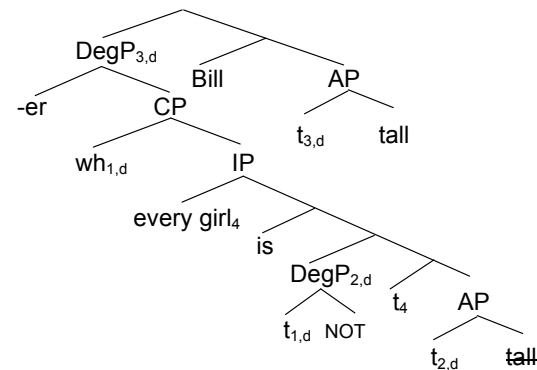 DegP3,d Bill AP
-er CP t3,d tall
wh1,d IP
every girl4 is
DegP2,d t4 AP
t1,d NOT t2,d tall